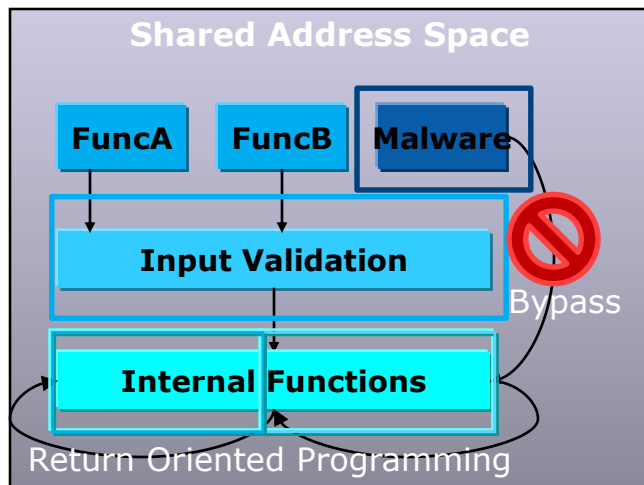 Shared Address Space
FuncA FuncB Malware
Input Validation
Bypass
Internal Functions
Return Oriented Programming